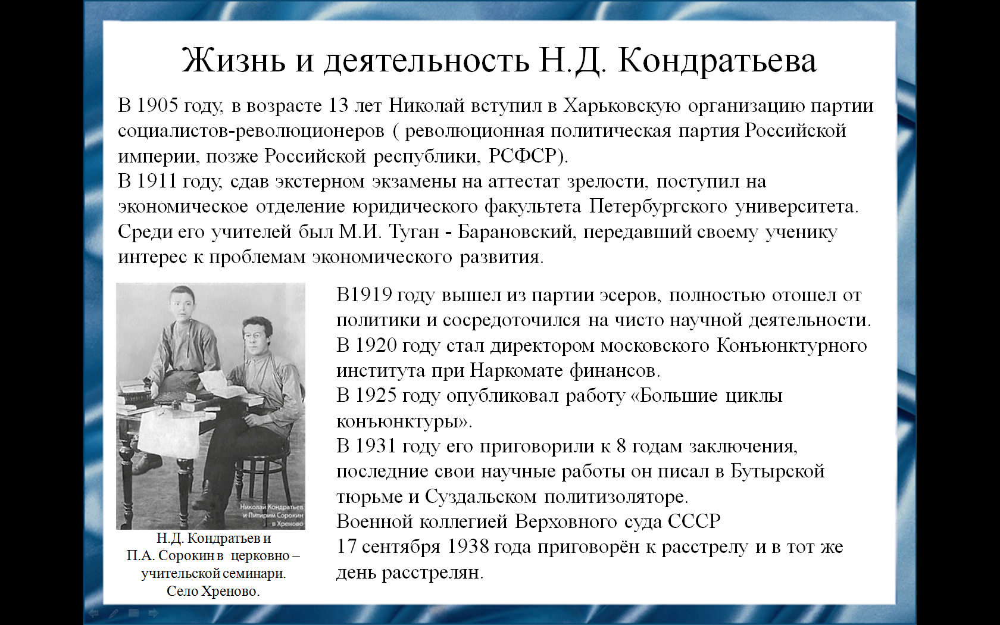 Жизнь и деятельность Н.Д. Кондратьева
В 1905 году, в возрасте 13 лет Николай вступил в Харьковскую организацию партии
социалистов-революционеров ( революционная политическая партия Российской
империи, позже Российской республики, РСФСР).
В 1911 году, сдав экстерном экзамены на аттестат зрелости, поступил на
экономическое отделение юридического факультета Петербургского университета.
Среди его учителей был М.И. Туган - Барановский, передавший своему ученику
интерес к проблемам экономического развития.
В1919 году вышел из партии эсеров, полностью отошел от
политики и сосредоточился на чисто научной деятельности.
В 1920 году стал директором московского Конъюнктурного
института при Наркомате финансов.
В 1925 году опубликовал работу «Большие циклы
конъюнктуры».
В 1931 году его приговорили к 8 годам заключения,
последние свои научные работы он писал в Бутырской
тюрьме и Суздальском политизоляторе.
Военной коллегией Верховного суда СССР
17 сентября 1938 года приговорён к расстрелу и в тот же
день расстрелян.
Николай Кондратьев
и Питирим Сорокин
в Хреново
Н.Д. Кондратьев и
П.А. Сорокин в церковно –
учительской семинари.
Село Хреново.